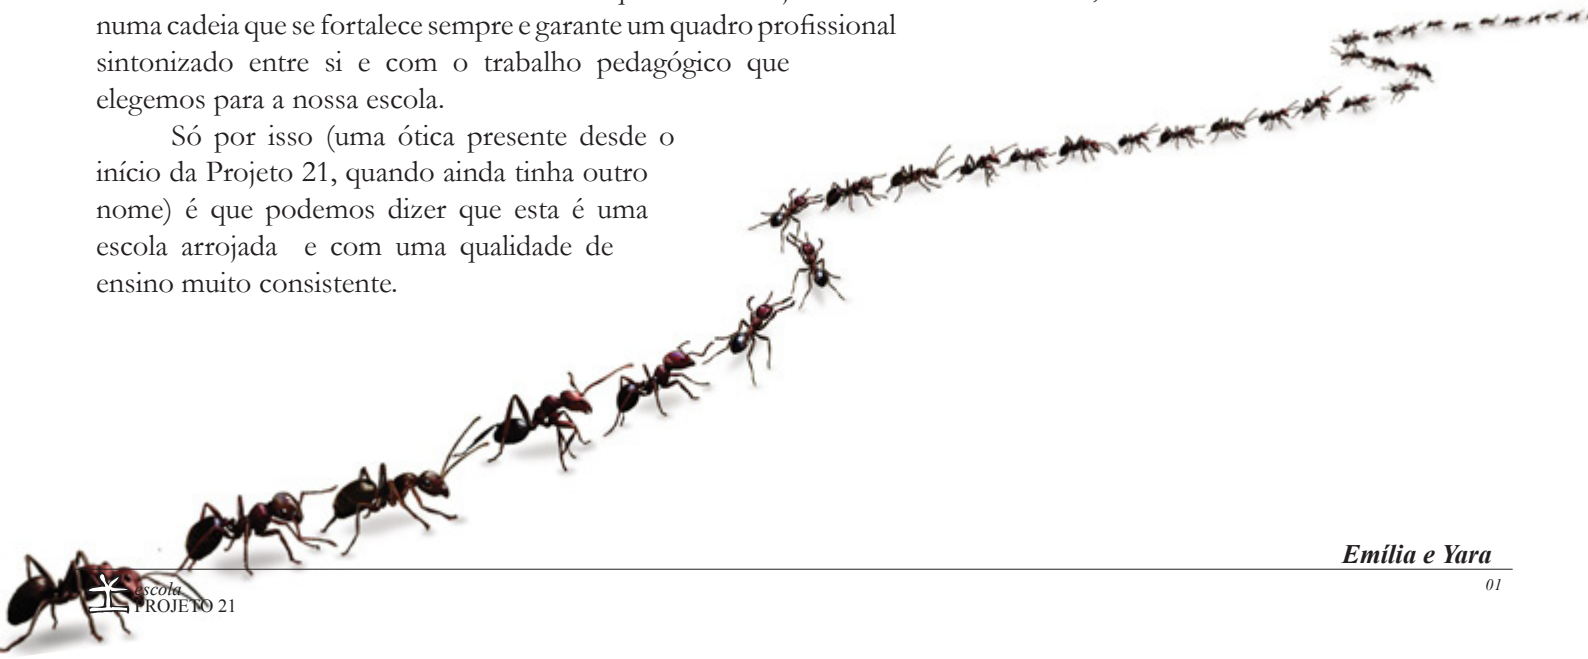 numa cadeia que se fortalece sempre e garante um quadro profissional
sintonizado entre si e com o trabalho pedagógico que
elegemos para a nossa escola.
Só por isso (uma ótica presente desde o
início da Projeto 21, quando ainda tinha outro
nome) é que podemos dizer que esta é uma
escola arrojada e com uma qualidade de
ensino muito consistente.
Emília e Yara
escola
PROJETO 21
01